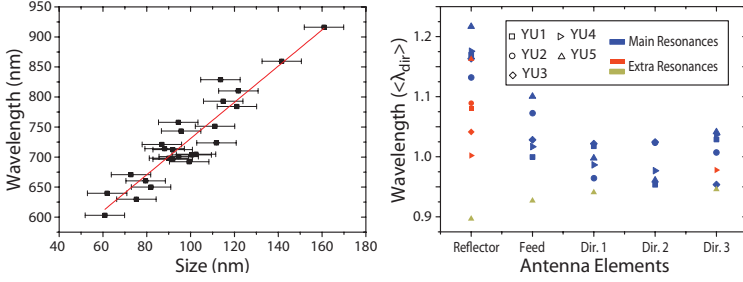 950
900
850
800
750
700
650
600
Wavelength (nm)
40 60 80 100 120 140 160 180
Size (nm)
1.2
1.1
1.0
0.9
Wavelength (<λdir>)
YU1 YU4
YU2 YU5
YU3
Main Resonances
Extra Resonances
Reflector Feed Dir. 1 Dir. 2 Dir. 3
Antenna Elements